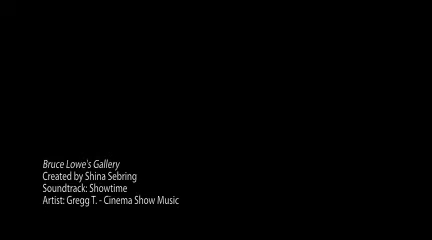 Bruce Lowe's Gallery
Created by Shina Sebring
Soundtrack: Showtime
Artist: Gregg T. - Cinema Show Music